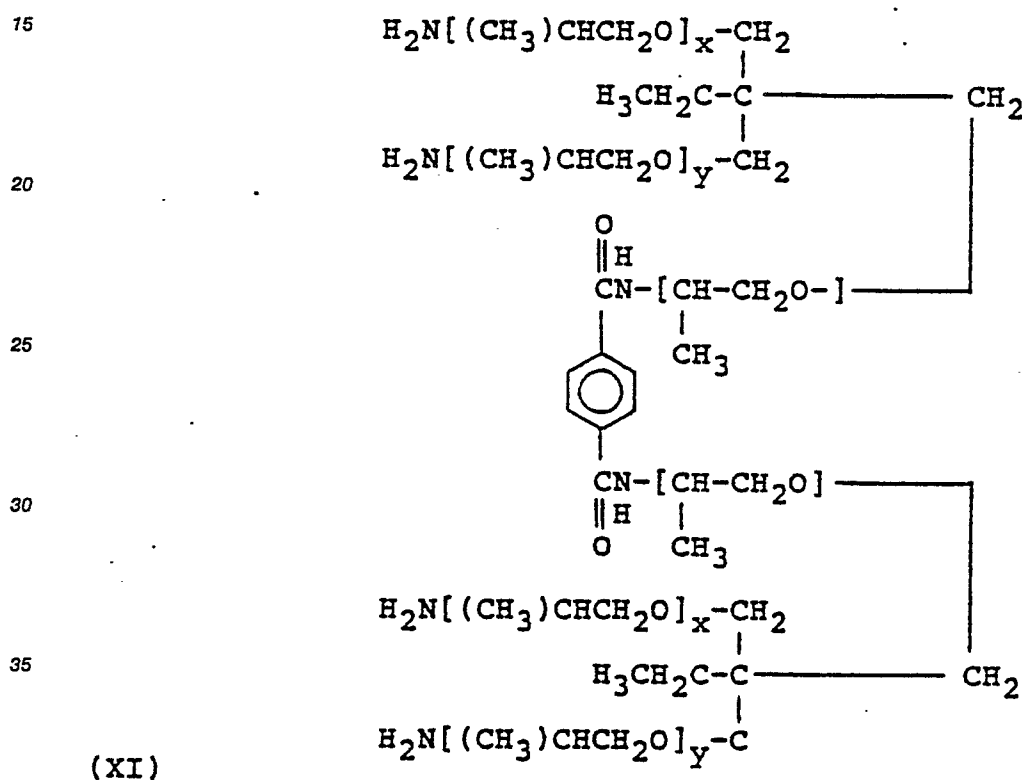 15 H2N[(CH3)CHCH2O]x-CH2
H3CH2C-C CH2
H2N[(CH3)CHCH2O]y-CH2
20
O
H
CN-[CH-CH2O-]
25 CH3
CN-[CH-CH2O]
30 H
O CH3
H2N[(CH3)CHCH2O]x-CH2
35 H3CH2C-C CH2
H2N[(CH3)CHCH2O]y-C
(XI)